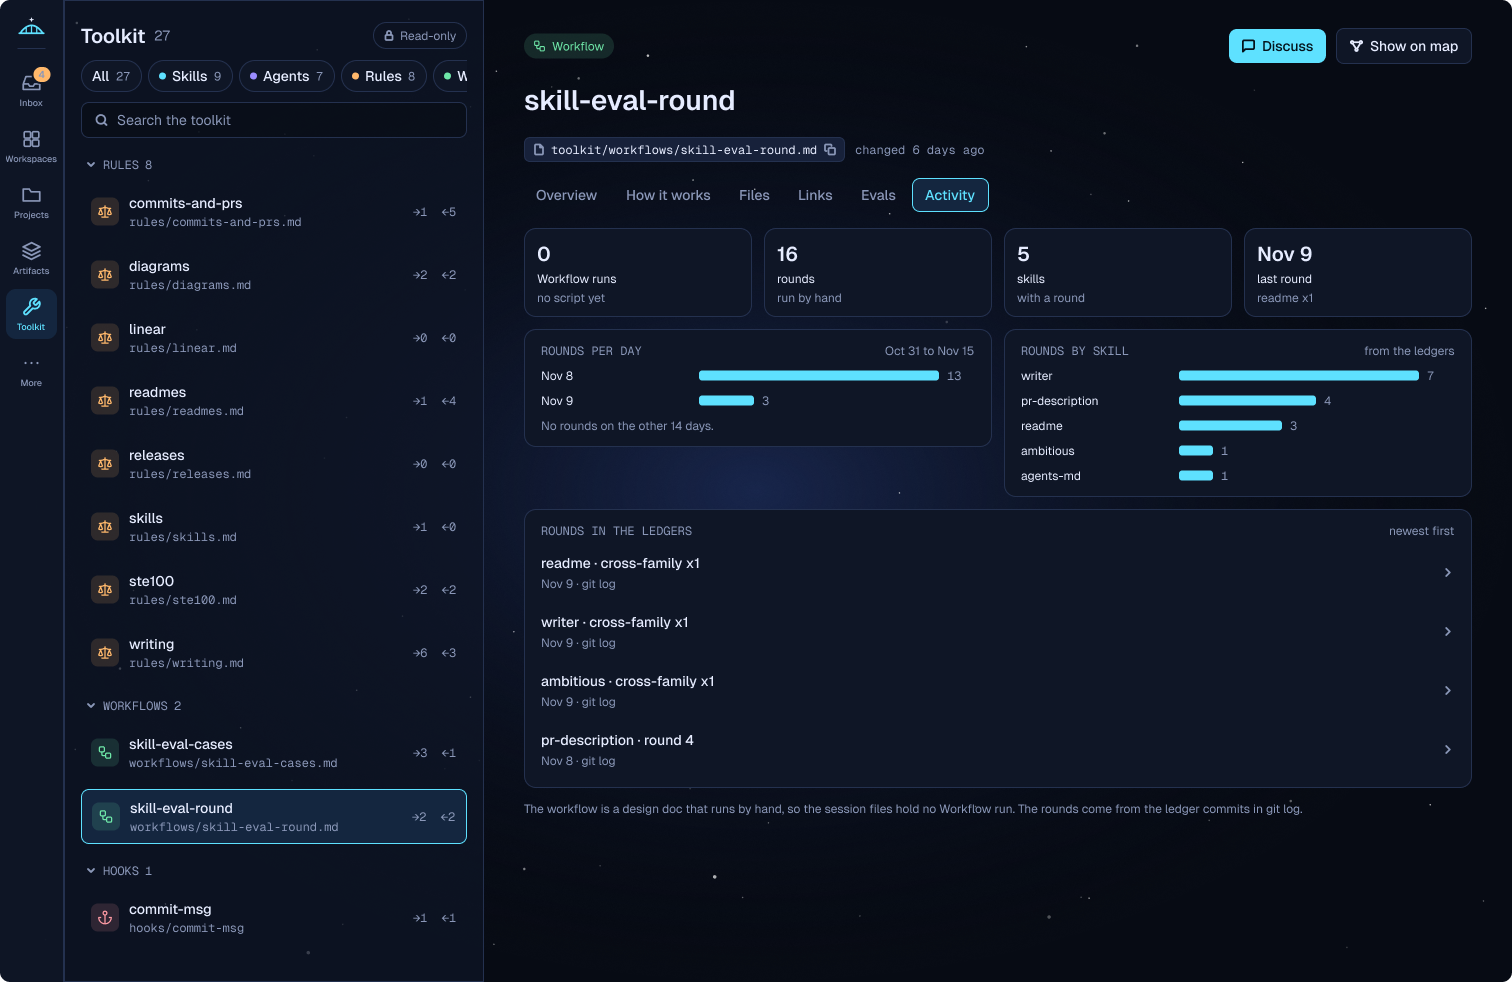 4
Inbox
Workspaces
Projects
Artifacts
Toolkit
More
Toolkit 27
Read-only
All 27
Skills 9
Agents 7
Rules 8
W
Search the toolkit
RULES 8
commits-and-prs
rules/commits-and-prs.md
→1 ←5
diagrams
rules/diagrams.md
→2 ←2
linear
rules/linear.md
→0 ←0
readmes
rules/readmes.md
→1 ←4
releases
rules/releases.md
→0 ←0
skills
rules/skills.md
→1 ←0
ste100
rules/ste100.md
→2 ←2
writing
rules/writing.md
→6 ←3
WORKFLOWS 2
skill-eval-cases
workflows/skill-eval-cases.md
→3 ←1
skill-eval-round
workflows/skill-eval-round.md
→2 ←2
HOOKS 1
commit-msg
hooks/commit-msg
→1 ←1
Workflow
Discuss
Show on map
skill-eval-round
toolkit/workflows/skill-eval-round.md
changed 6 days ago
Overview
How it works
Files
Links
Evals
Activity
0
Workflow runs
no script yet
16
rounds
run by hand
5
skills
with a round
Nov 9
last round
readme x1
ROUNDS PER DAY
Oct 31 to Nov 15
Nov 8 13
Nov 9 3
No rounds on the other 14 days.
ROUNDS BY SKILL
from the ledgers
writer 7
pr-description 4
readme 3
ambitious 1
agents-md 1
ROUNDS IN THE LEDGERS
newest first
readme · cross-family x1
Nov 9 · git log
writer · cross-family x1
Nov 9 · git log
ambitious · cross-family x1
Nov 9 · git log
pr-description · round 4
Nov 8 · git log
The workflow is a design doc that runs by hand, so the session files hold no Workflow run. The rounds come from the ledger commits in git log.